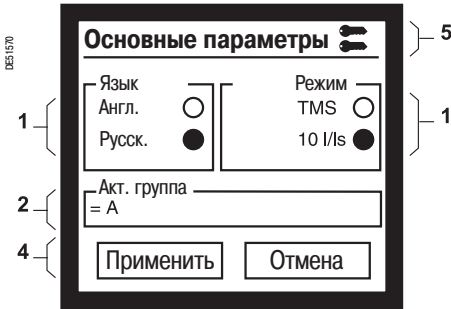 DE51570
Основные параметры
5
Язык
Режим
1
Англ.
TMS
1
Русск.
10 I/Is
Акт. группа
2
= A
4
Применить
Отмена